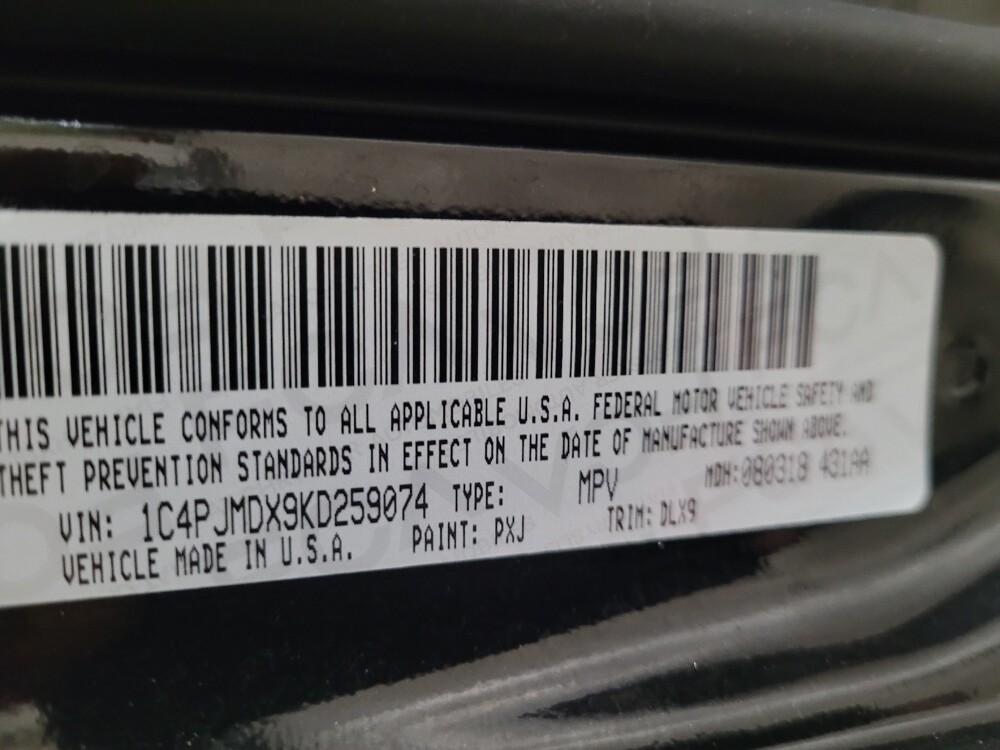 THIS VEHICLE CONFORMS TO ALL APPLICABLE U.S.A. FEDERAL MOTOR VEHICLE SAFETY AND
THEFT PREVENTION STANDARDS IN EFFECT ON THE DATE OF MANUFACTURE SHOWN ABOVE.
VIN: 1C4PJMDX9KD259074 TYPE: MPV MDH:080318 431AA
VEHICLE MADE IN U.S.A. PAINT: PXJ TRIM: DLX9